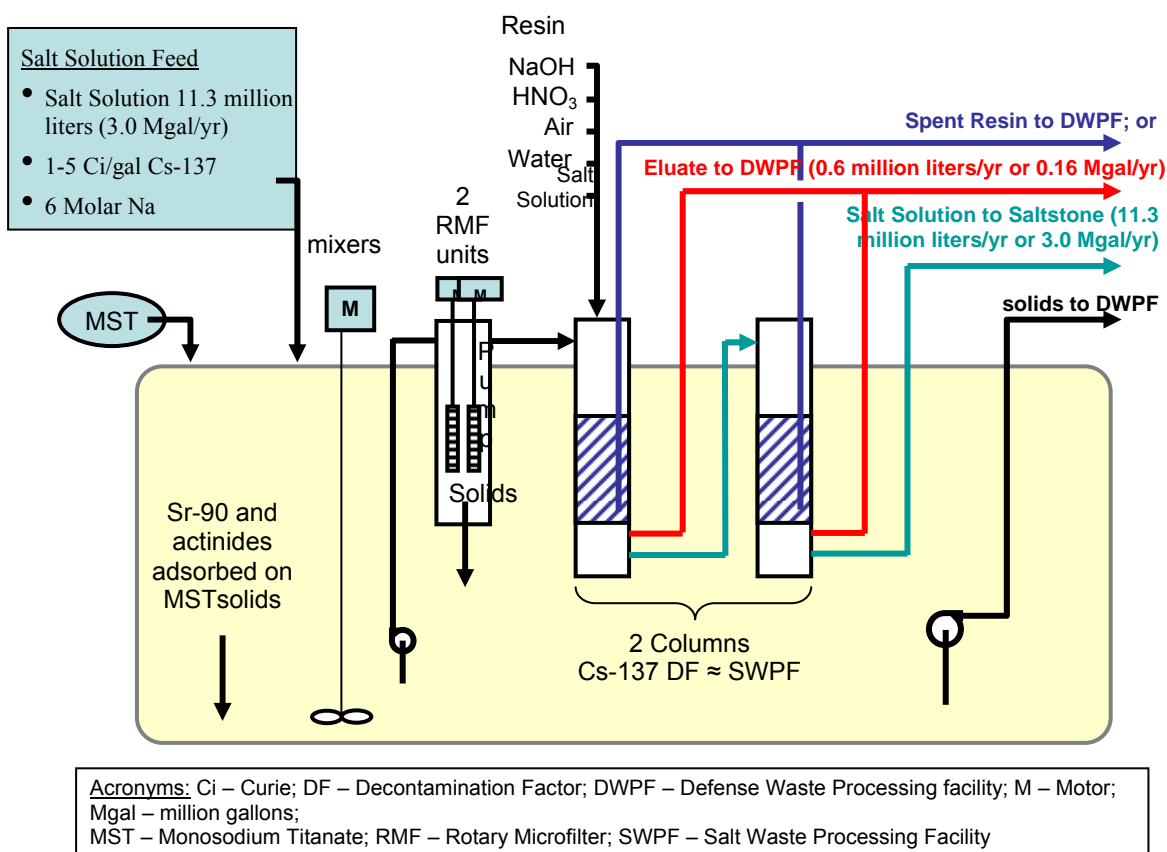 Salt Solution Feed
• Salt Solution 11.3 million
liters (3.0 Mgal/yr)
• 1-5 Ci/gal Cs-137
• 6 Molar Na
MST
mixers
M
2
RMF
units
M
M
Pump
Solids
Resin
NaOH
HNO₃
Air
Water
Salt
Solution
Spent Resin to DWPF; or
Eluate to DWPF (0.6 million liters/yr or 0.16 Mgal/yr)
Salt Solution to Saltstone (11.3
million liters/yr or 3.0 Mgal/yr)
solids to DWPF
Sr-90 and
actinides
adsorbed on
MSTsolids
2 Columns
Cs-137 DF ≈ SWPF
Acronyms: Ci – Curie; DF – Decontamination Factor; DWPF – Defense Waste Processing facility; M – Motor;
Mgal – million gallons;
MST – Monosodium Titanate; RMF – Rotary Microfilter; SWPF – Salt Waste Processing Facility